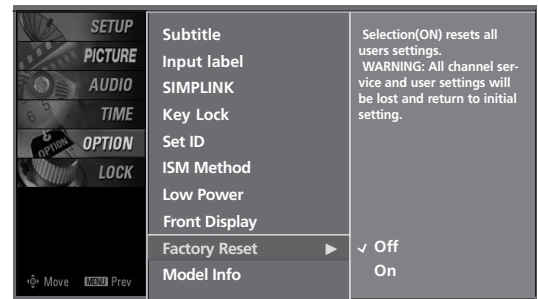 SETUP
PICTURE
AUDIO
TIME
OPTION
LOCK
Move MENU Prev
Subtitle
Input label
SIMPLINK
Key Lock
Set ID
ISM Method
Low Power
Front Display
Factory Reset ▶
Model Info
Selection(ON) resets all
users settings.
WARNING: All channel ser-
vice and user settings will
be lost and return to initial
setting.
✓ Off
On